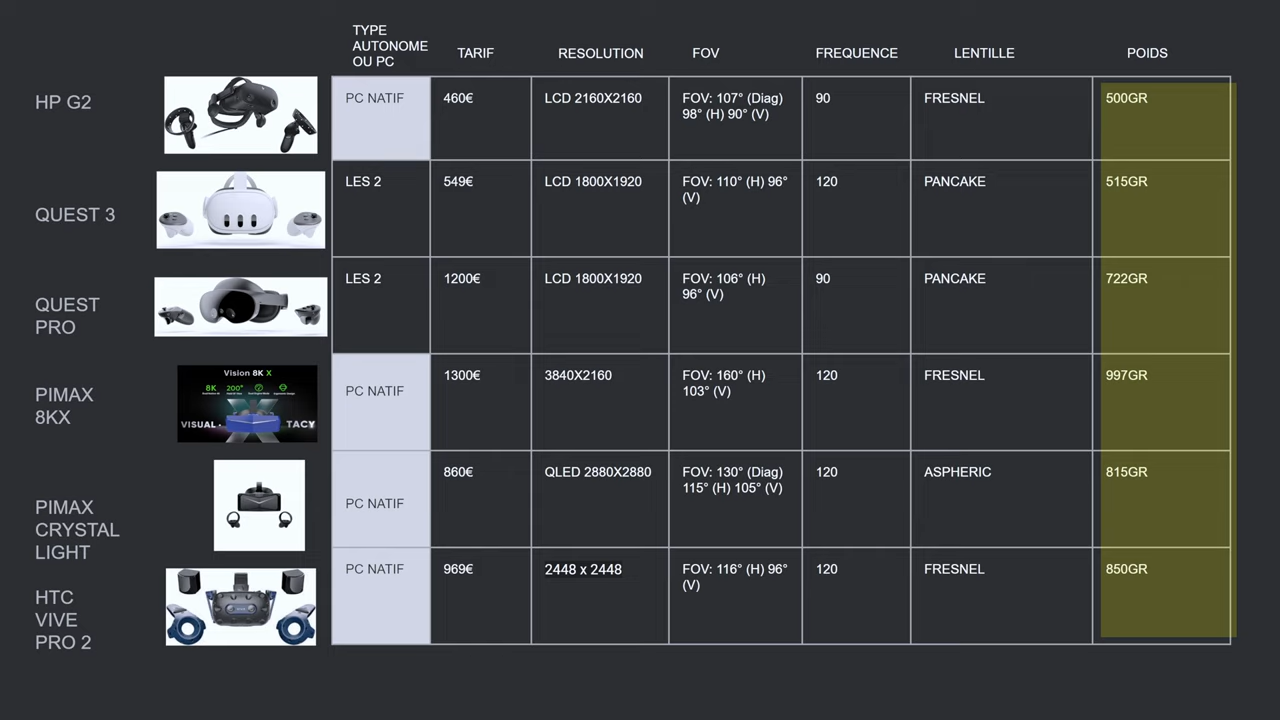 TYPE
AUTONOME
OU PC
TARIF
RESOLUTION
FOV
FREQUENCE
LENTILLE
POIDS
HP G2
PC NATIF
460€
LCD 2160X2160
FOV: 107° (Diag)
98° (H) 90° (V)
90
FRESNEL
500GR
QUEST 3
LES 2
549€
LCD 1800X1920
FOV: 110° (H) 96°
(V)
120
PANCAKE
515GR
QUEST
PRO
LES 2
1200€
LCD 1800X1920
FOV: 106° (H)
96° (V)
90
PANCAKE
722GR
PIMAX
8KX
Vision 8K X
8K
200°
VISUAL
TACY
PC NATIF
1300€
3840X2160
FOV: 160° (H)
103° (V)
120
FRESNEL
997GR
PIMAX
CRYSTAL
LIGHT
PC NATIF
860€
QLED 2880X2880
FOV: 130° (Diag)
115° (H) 105° (V)
120
ASPHERIC
815GR
HTC
VIVE
PRO 2
PC NATIF
969€
2448 x 2448
FOV: 116° (H) 96°
(V)
120
FRESNEL
850GR